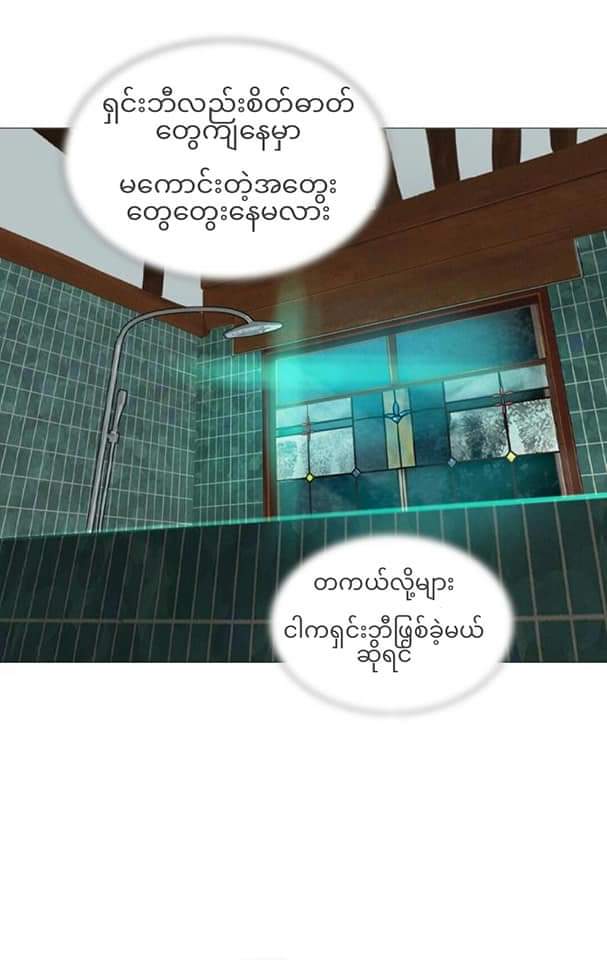 ရှင်းဘီလည်းစိတ်ဓာတ်
တွေကျနေမှာ
မကောင်းတဲ့အတွေး
တွေတွေးနေမလား
တကယ်လို့များ
ငါကရှင်းဘီဖြစ်ခဲ့မယ်
ဆိုရင်